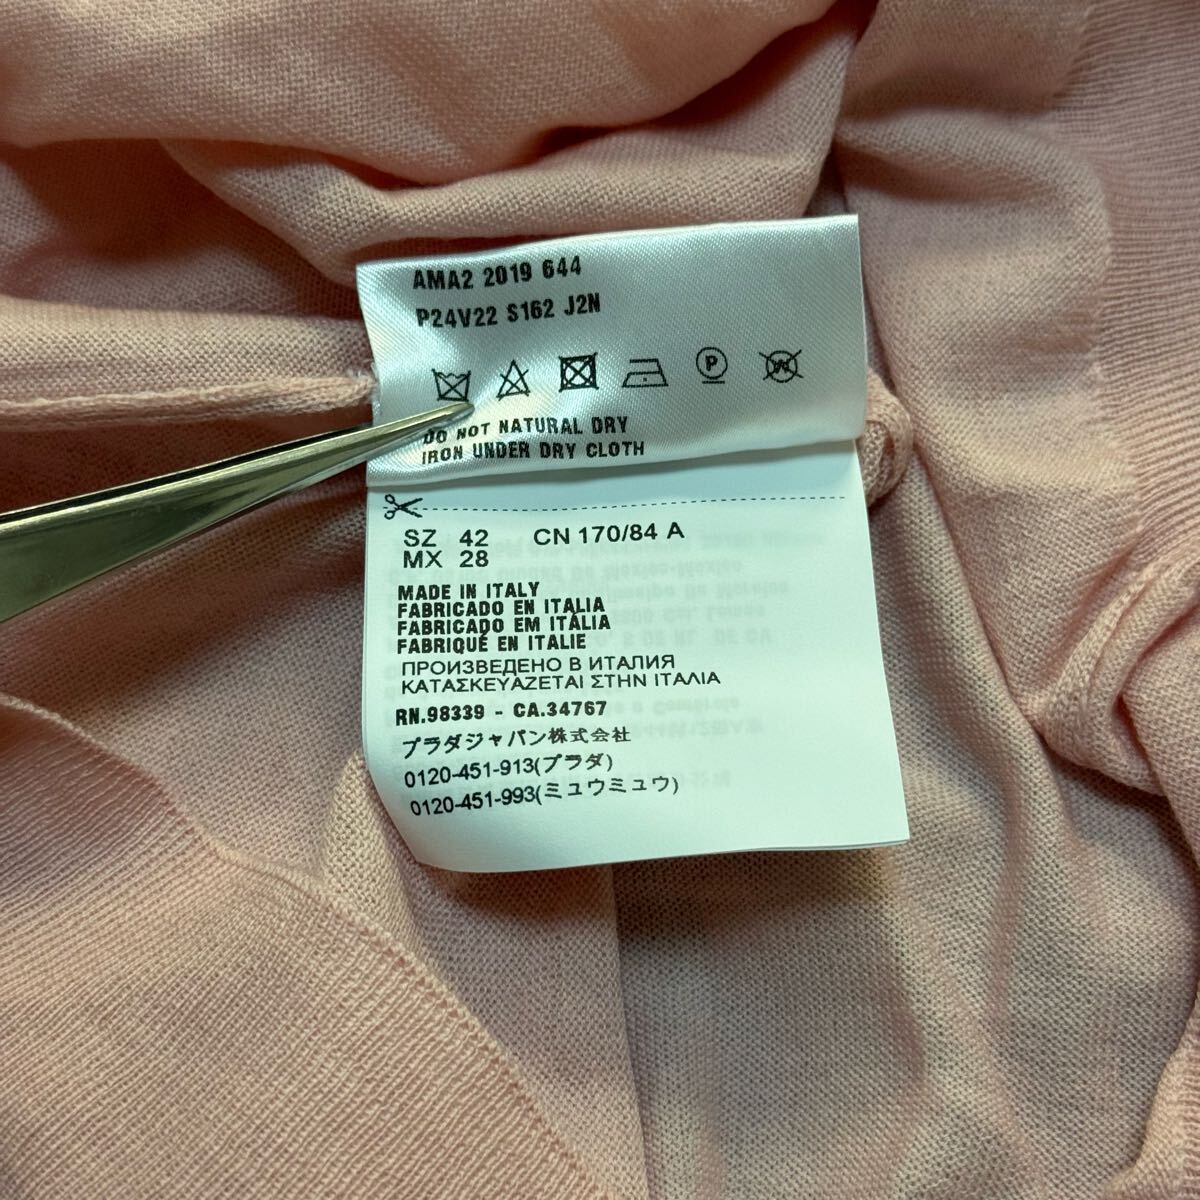 AMA2 2019 644
P24V22 S162 J2N
P
W
DO NOT NATURAL DRY
IRON UNDER DRY CLOTH
SZ 42 CN 170/84 A
MX 28
MADE IN ITALY
FABRICADO EN ITALIA
FABRICADO EM ITÁLIA
FABRIQUÉ EN ITALIE
ПРОИЗВЕДЕНО В ИТАЛИЯ
ΚΑΤΑΣΚΕΥΑΖΕΤΑΙ ΣΤΗΝ ΙΤΑΛΙΑ
RN.98339 - CA.34767
プラダジャパン株式会社
0120-451-913(プラダ)
0120-451-993(ミュウミュウ)